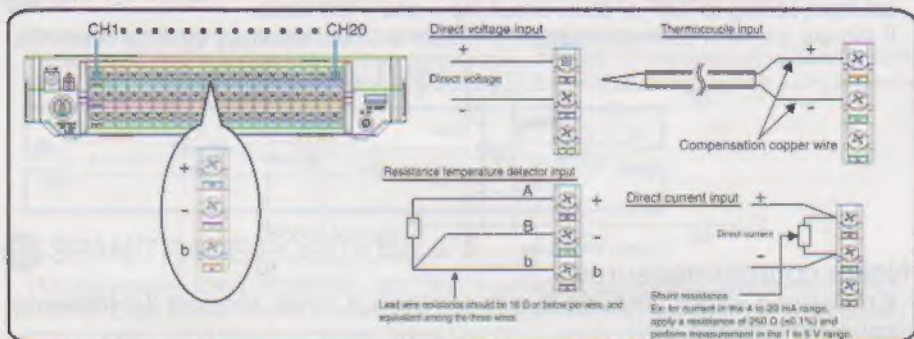 CH1 CH20
+
-
b
Direct voltage input
+
Direct voltage
-
Thermocouple input
+
-
Compensation copper wire
Resistance temperature detector input
A +
B -
b b
Lead wire resistance should be 10 Ω or below per wire, and
equivalent among the three wires.
Direct current input +
Direct current
-
Shunt resistance
Ex: for current in the 4 to 20 mA range,
apply a resistance of 250 Ω (±0.1%) and
perform measurement in the 1 to 5 V range.